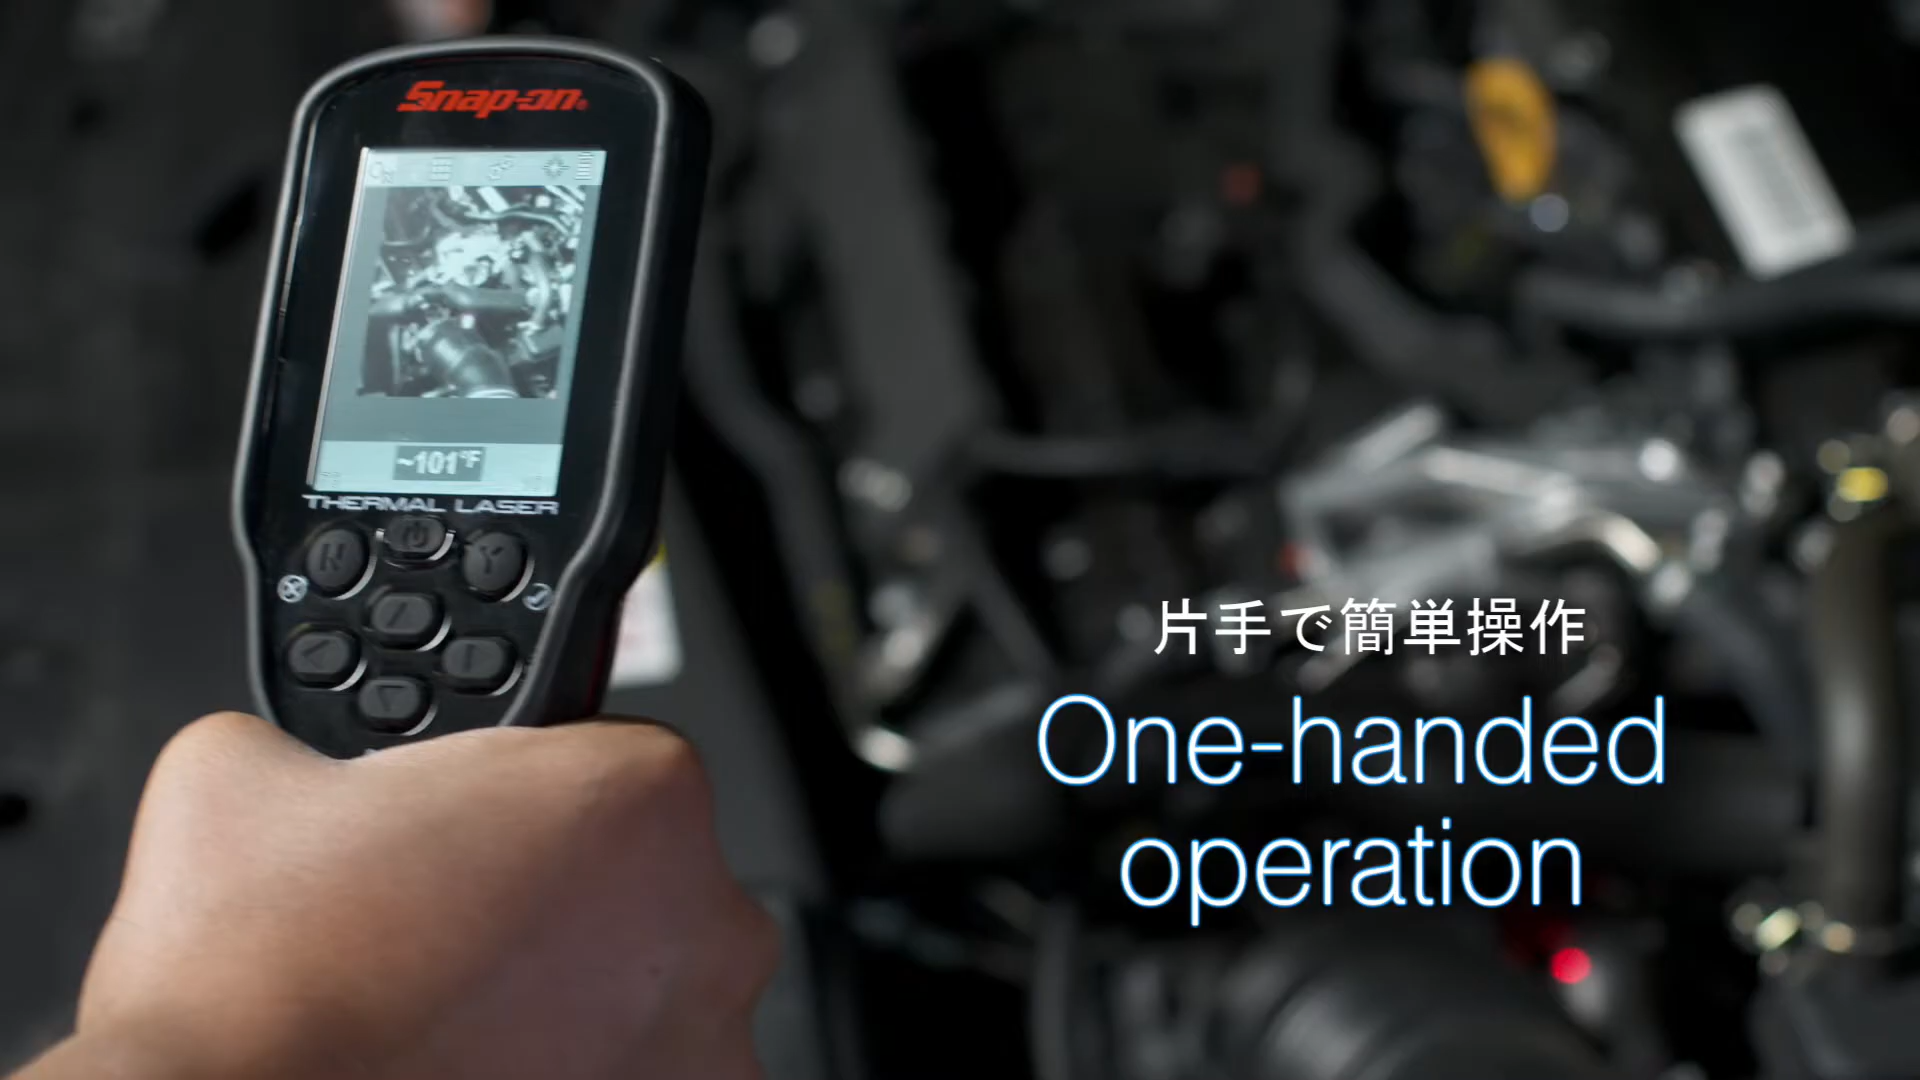 Snap-on
~101°F
THERMAL LASER
N
Y
片手で簡単操作
One-handed
operation